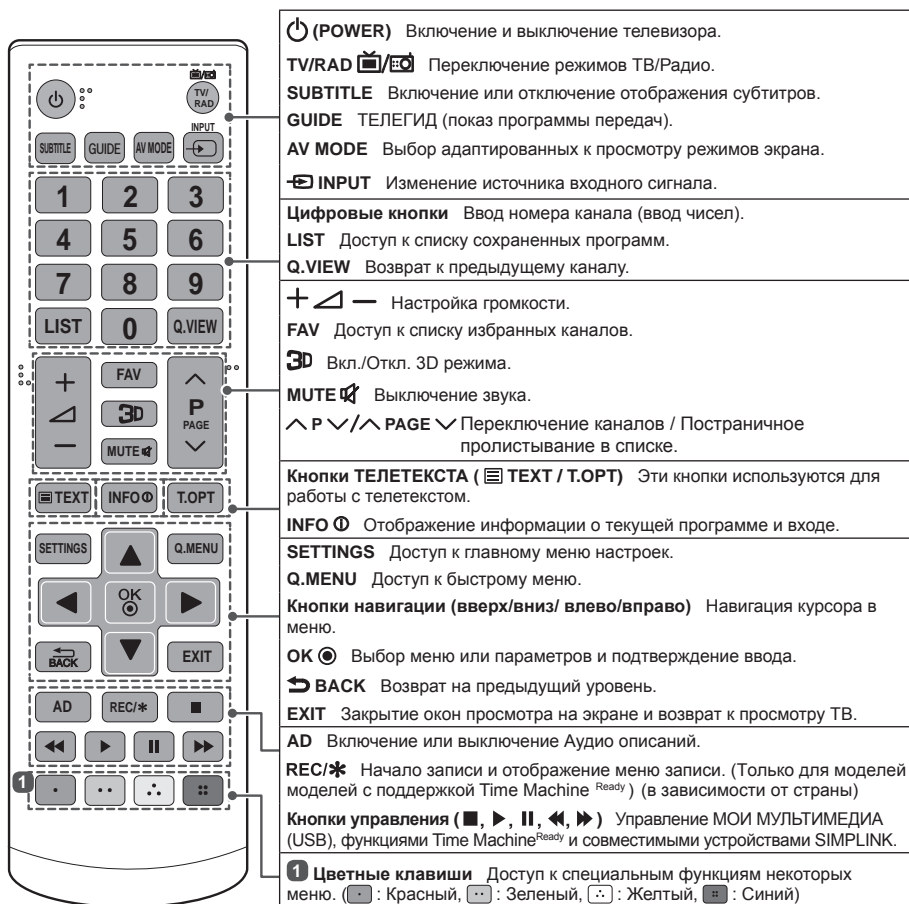 (POWER) Включение и выключение телевизора.
TV/RAD / Переключение режимов ТВ/Радио.
SUBTITLE Включение или отключение отображения субтитров.
GUIDE ТЕЛЕГИД (показ программы передач).
AV MODE Выбор адаптированных к просмотру режимов экрана.
INPUT Изменение источника входного сигнала.
Цифровые кнопки Ввод номера канала (ввод чисел).
LIST Доступ к списку сохраненных программ.
Q.VIEW Возврат к предыдущему каналу.
+ - Настройка громкости.
FAV Доступ к списку избранных каналов.
3D Вкл./Откл. 3D режима.
MUTE Выключение звука.
P / PAGE Переключение каналов / Постраничное
пролистывание в списке.
Кнопки ТЕЛЕТЕКСТА ( TEXT / T.OPT) Эти кнопки используются для
работы с телетекстом.
INFO Отображение информации о текущей программе и входе.
SETTINGS Доступ к главному меню настроек.
Q.MENU Доступ к быстрому меню.
Кнопки навигации (вверх/вниз/ влево/вправо) Навигация курсора в
меню.
OK Выбор меню или параметров и подтверждение ввода.
BACK Возврат на предыдущий уровень.
EXIT Закрытие окон просмотра на экране и возврат к просмотру ТВ.
AD Включение или выключение Аудио описаний.
REC/* Начало записи и отображение меню записи. (Только для моделей
моделей с поддержкой Time Machine Ready ) (в зависимости от страны)
Кнопки управления (■, ▶, II, ◀◀, ▶▶ ) Управление МОИ МУЛЬТИМЕДИА
(USB), функциями Time MachineReady и совместимыми устройствами SIMPLINK.
1 Цветные клавиши Доступ к специальным функциям некоторых
меню. ( : Красный, : Зеленый, : Желтый, : Синий)
TV/
RAD
INPUT
SUBTITLE GUIDE AV MODE
1 2 3
4 5 6
7 8 9
LIST 0 Q.VIEW
+ FAV
3D P
PAGE
- MUTE
TEXT INFO T.OPT
SETTINGS Q.MENU
OK
BACK EXIT
AD REC/* ■
◀◀ ▶ II ▶▶
1